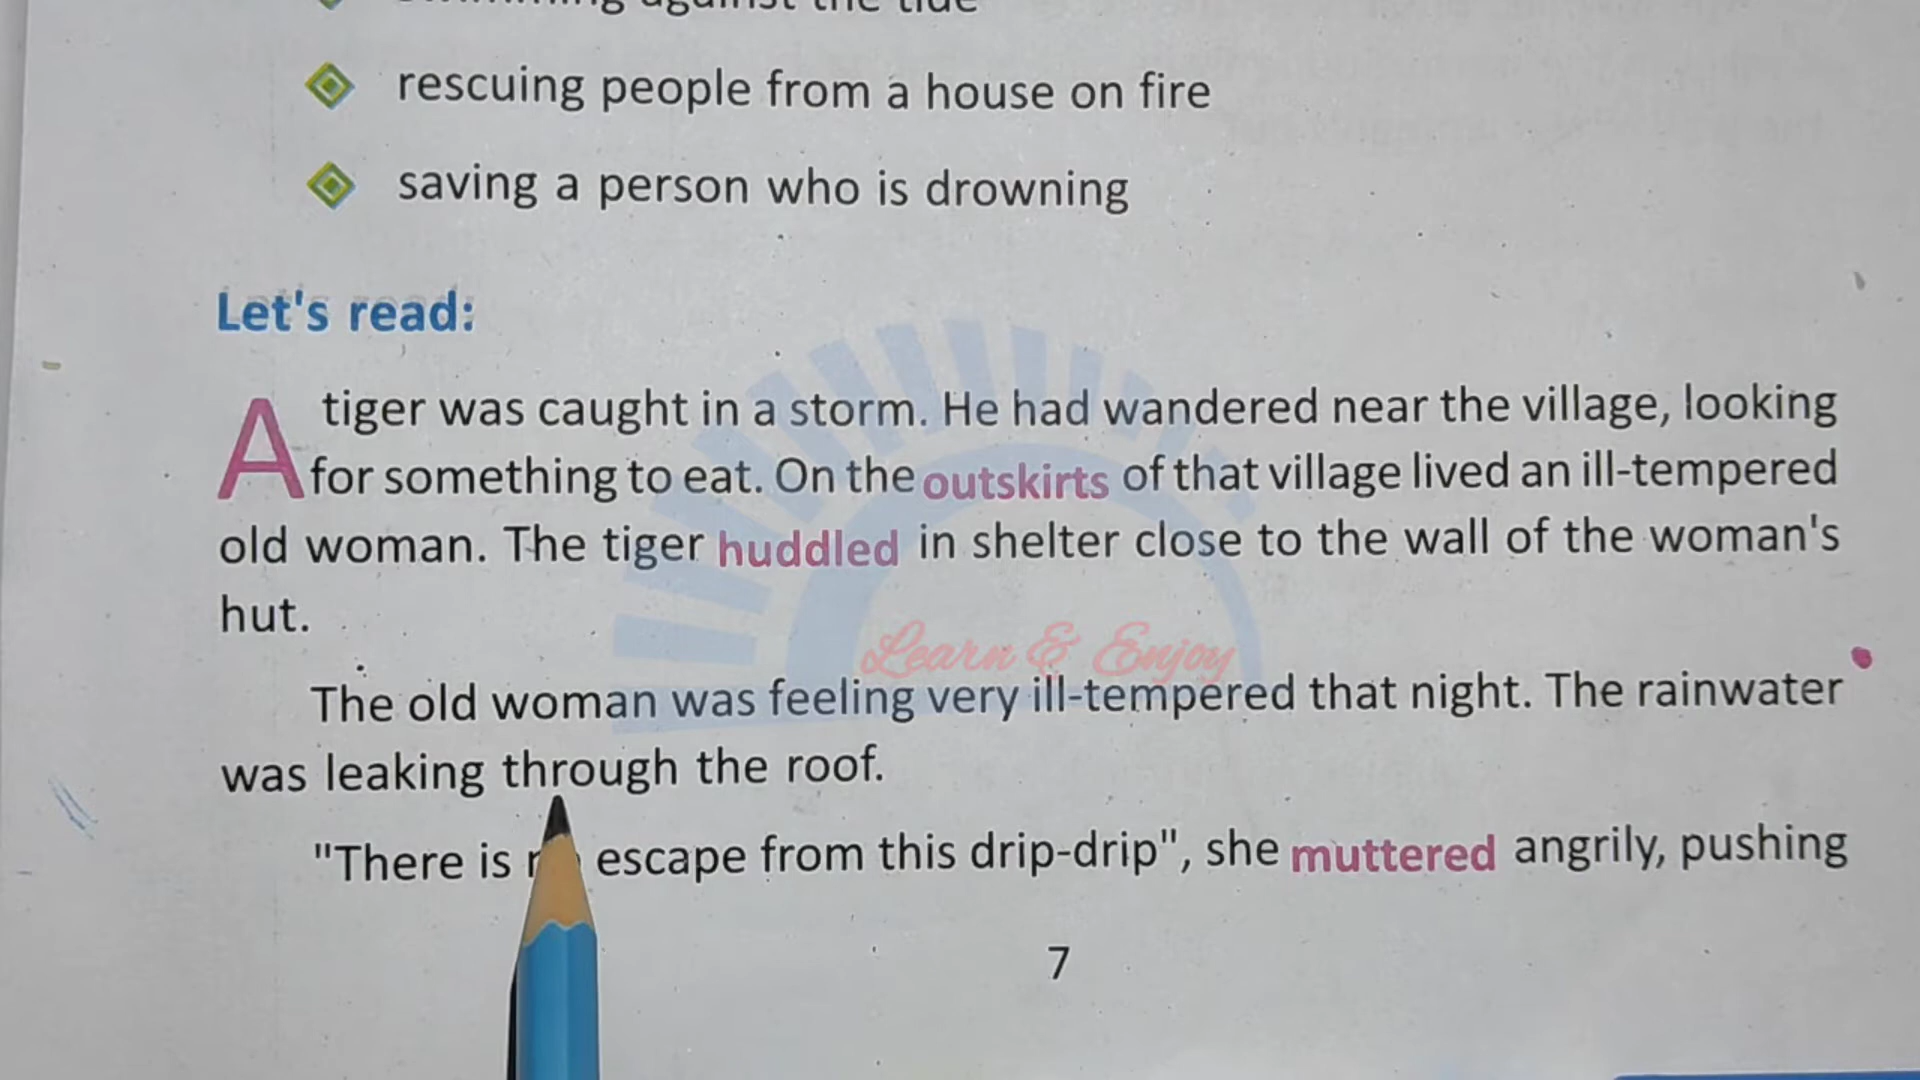 against the tide
rescuing people from a house on fire
saving a person who is drowning
Let's read:
A tiger was caught in a storm. He had wandered near the village, looking
for something to eat. On the outskirts of that village lived an ill-tempered
old woman. The tiger huddled in shelter close to the wall of the woman's
hut.
Learn & Enjoy
The old woman was feeling very ill-tempered that night. The rainwater
was leaking through the roof.
"There is escape from this drip-drip", she muttered angrily, pushing
7